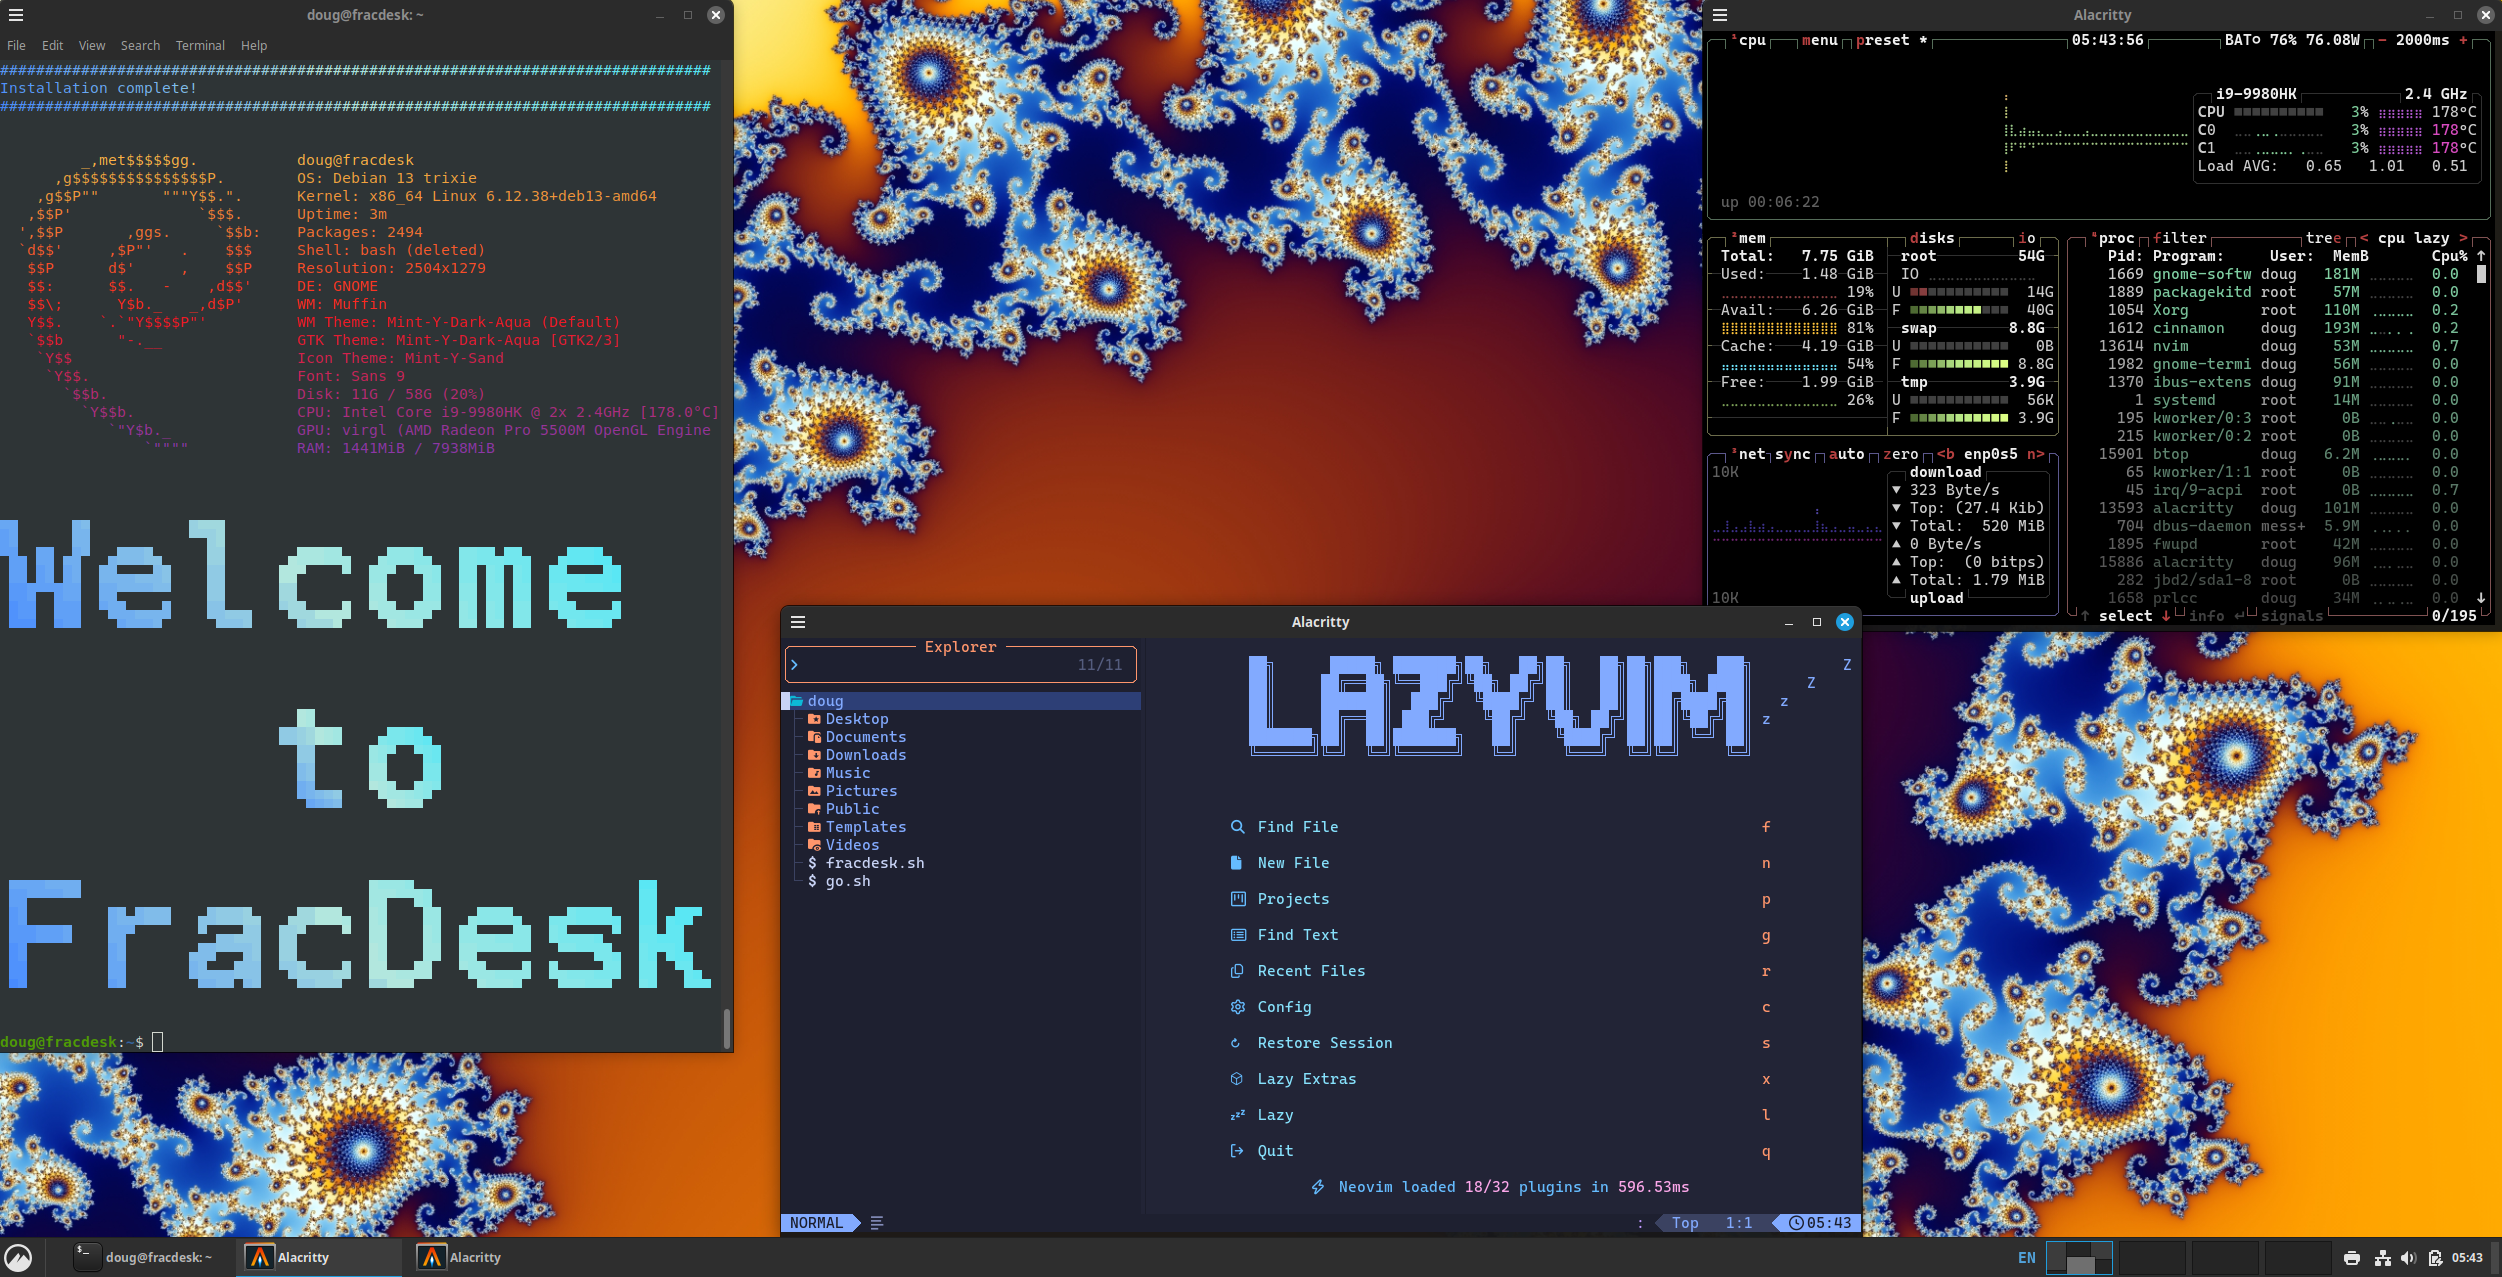 doug@fracdesk: ~
File Edit View Search Terminal Help
###############################################################################
Installation complete!
###############################################################################
_,met$$$$$gg. doug@fracdesk
,g$$$$$$$$$$$$$$$P. OS: Debian 13 trixie
,g$$P"" """Y$$.". Kernel: x86_64 Linux 6.12.38+deb13-amd64
,$$P' `$$$. Uptime: 3m
',$$P ,ggs. `$$b: Packages: 2494
`d$$' ,$P"' . $$$ Shell: bash (deleted)
$$P d$' , $$P Resolution: 2504x1279
$$: $$. - ,d$$' DE: GNOME
$$\; Y$b._ _,d$P' WM: Muffin
Y$$. `.`"Y$$$$P"' WM Theme: Mint-Y-Dark-Aqua (Default)
`$$b "-.__ GTK Theme: Mint-Y-Dark-Aqua [GTK2/3]
`Y$$ Icon Theme: Mint-Y-Sand
`Y$$. Font: Sans 9
`$$b. Disk: 11G / 58G (20%)
`Y$$b. CPU: Intel Core i9-9980HK @ 2x 2.4GHz [178.0°C]
`"Y$b._ GPU: virgl (AMD Radeon Pro 5500M OpenGL Engine
`"""" RAM: 1441MiB / 7938MiB
Welcome
to
FracDesk
doug@fracdesk:~$
Alacritty
¹cpu menu preset * 05:43:56 BAT 76% 76.08W - 2000ms +
i9-9980HK 2.4 GHz
CPU 3% 178°C
C0 3% 178°C
C1 3% 178°C
Load AVG: 0.65 1.01 0.51
up 00:06:22
²mem
Total: 7.75 GiB
Used: 1.48 GiB
19%
Avail: 6.26 GiB
81%
Cache: 4.19 GiB
54%
Free: 1.99 GiB
26%
disks io
root 54G
IO
U 14G
F 40G
swap 8.8G
U 0B
F 8.8G
tmp 3.9G
U 56K
F 3.9G
³net sync auto zero <b enp0s5 n>
10K
download
▼ 323 Byte/s
▼ Top: (27.4 Kib)
▼ Total: 520 MiB
▲ 0 Byte/s
▲ Top: (0 bitps)
▲ Total: 1.79 MiB
10K
upload
⁴proc filter tree < cpu lazy >
Pid: Program: User: MemB Cpu% ↑
1669 gnome-softw doug 181M 0.0
1889 packagekitd root 57M 0.0
1054 Xorg root 110M 0.2
1612 cinnamon doug 193M 0.2
13614 nvim doug 53M 0.7
1982 gnome-termi doug 56M 0.0
1370 ibus-extens doug 91M 0.0
1 systemd root 14M 0.0
195 kworker/0:3 root 0B 0.0
215 kworker/0:2 root 0B 0.0
15901 btop doug 6.2M 0.0
65 kworker/1:1 root 0B 0.0
45 irq/9-acpi root 0B 0.7
13593 alacritty doug 101M 0.0
704 dbus-daemon mess+ 5.9M 0.0
1895 fwupd root 42M 0.0
15886 alacritty doug 96M 0.0
282 jbd2/sda1-8 root 0B 0.0
1658 prlcc doug 34M 0.0 ↓
↑ select ↓ info ↵ signals 0/195
Alacritty
Explorer
> 11/11
doug
Desktop
Documents
Downloads
Music
Pictures
Public
Templates
Videos
$ fracdesk.sh
$ go.sh
LAZYVIM
Z
Z
z
z
Find File f
New File n
Projects p
Find Text g
Recent Files r
Config c
Restore Session s
Lazy Extras x
Lazy l
Quit q
Neovim loaded 18/32 plugins in 596.53ms
NORMAL : Top 1:1 05:43
doug@fracdesk: ~ Alacritty Alacritty EN 05:43